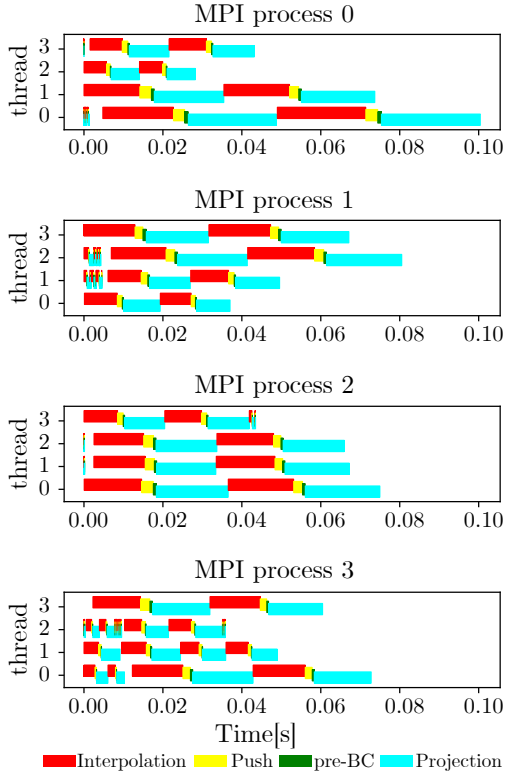 MPI process 0
thread
3
2
1
0
0.00 0.02 0.04 0.06 0.08 0.10
MPI process 1
thread
3
2
1
0
0.00 0.02 0.04 0.06 0.08 0.10
MPI process 2
thread
3
2
1
0
0.00 0.02 0.04 0.06 0.08 0.10
MPI process 3
thread
3
2
1
0
0.00 0.02 0.04 0.06 0.08 0.10
Time[s]
Interpolation Push pre-BC Projection